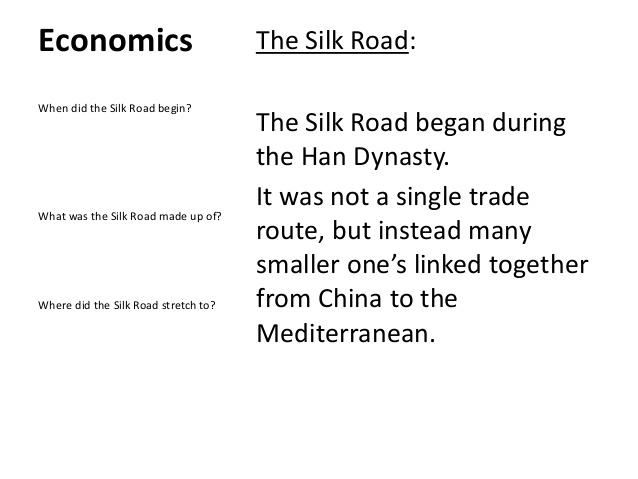 Economics
When did the Silk Road begin?
What was the Silk Road made up of?
Where did the Silk Road stretch to?
The Silk Road:
The Silk Road began during
the Han Dynasty.
It was not a single trade
route, but instead many
smaller one’s linked together
from China to the
Mediterranean.